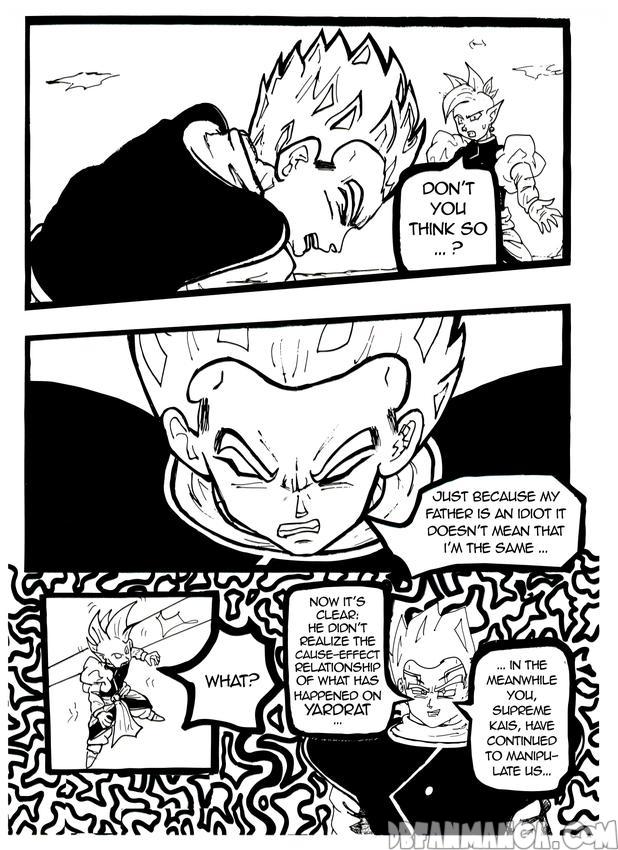 DON'T
YOU
THINK SO
... ?
JUST BECAUSE MY
FATHER IS AN IDIOT IT
DOESN'T MEAN THAT
I'M THE SAME ...
WHAT?
NOW IT'S
CLEAR:
HE DIDN'T
REALIZE THE
CAUSE-EFFECT
RELATIONSHIP
OF WHAT HAS
HAPPENED ON
YARDRAT
...
... IN THE
MEANWHILE
YOU,
SUPREME
KAIS, HAVE
CONTINUED
TO MANIPU-
LATE US...
DBFANMANGA.COM